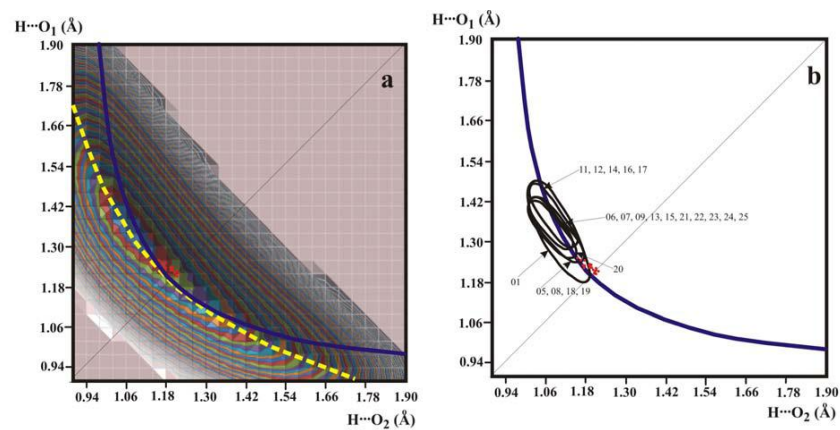 H···O1 (Å)
a
1.90
1.78
1.66
1.54
1.42
1.30
1.18
1.06
0.94
0.94 1.06 1.18 1.30 1.42 1.54 1.66 1.78 1.90
H···O2 (Å)
H···O1 (Å)
b
1.90
1.78
1.66
1.54
1.42
1.30
1.18
1.06
0.94
11, 12, 14, 16, 17
06, 07, 09, 13, 15, 21, 22, 23, 24, 25
20
01
05, 08, 18, 19
0.94 1.06 1.18 1.30 1.42 1.54 1.66 1.78 1.90
H···O2 (Å)